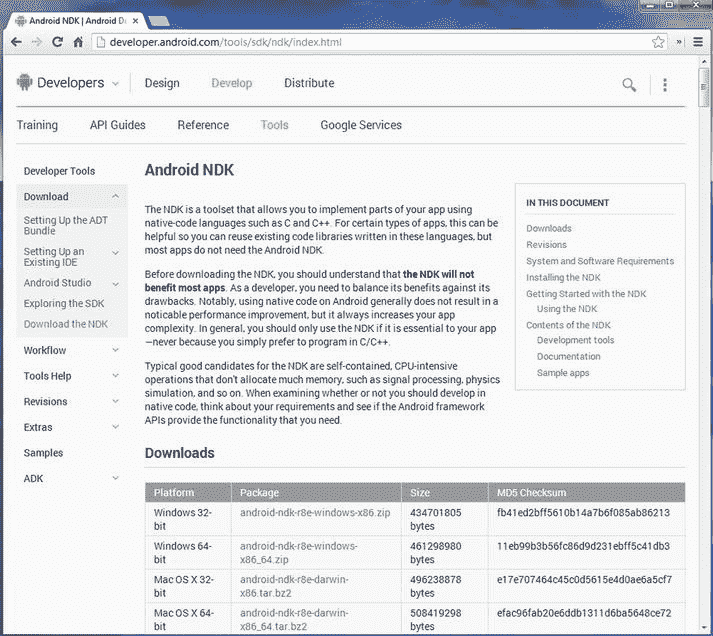 Android NDK | Android D
developer.android.com/tools/sdk/ndk/index.html
Developers
Design
Develop
Distribute
Training
API Guides
Reference
Tools
Google Services
Developer Tools
Download
Setting Up the ADT
Bundle
Setting Up an
Existing IDE
Android Studio
Exploring the SDK
Download the NDK
Workflow
Tools Help
Revisions
Extras
Samples
ADK
Android NDK
The NDK is a toolset that allows you to implement parts of your app using
native-code languages such as C and C++. For certain types of apps, this can be
helpful so you can reuse existing code libraries written in these languages, but
most apps do not need the Android NDK.
Before downloading the NDK, you should understand that the NDK will not
benefit most apps. As a developer, you need to balance its benefits against its
drawbacks. Notably, using native code on Android generally does not result in a
noticable performance improvement, but it always increases your app
complexity. In general, you should only use the NDK if it is essential to your app
—never because you simply prefer to program in C/C++.
Typical good candidates for the NDK are self-contained, CPU-intensive
operations that don't allocate much memory, such as signal processing, physics
simulation, and so on. When examining whether or not you should develop in
native code, think about your requirements and see if the Android framework
APIs provide the functionality that you need.
IN THIS DOCUMENT
Downloads
Revisions
System and Software Requirements
Installing the NDK
Getting Started with the NDK
Using the NDK
Contents of the NDK
Development tools
Documentation
Sample apps
Downloads
Platform Package Size MD5 Checksum
Windows 32- android-ndk-r8e-windows-x86.zip 434701805 fb41ed2bff5610b14a7b6f085ab86213
bit bytes
Windows 64- android-ndk-r8e-windows- 461298980 11eb99b3b56fc86d9d231ebff5c41db3
bit x86_64.zip bytes
Mac OS X 32- android-ndk-r8e-darwin- 496238878 e17e707464c45c0d5615e4d0ae6a5cf7
bit x86.tar.bz2 bytes
Mac OS X 64- android-ndk-r8e-darwin- 508419298 efac96fab20e6ddb1311d6ba5648ce72
bit x86_64.tar.bz2 bytes